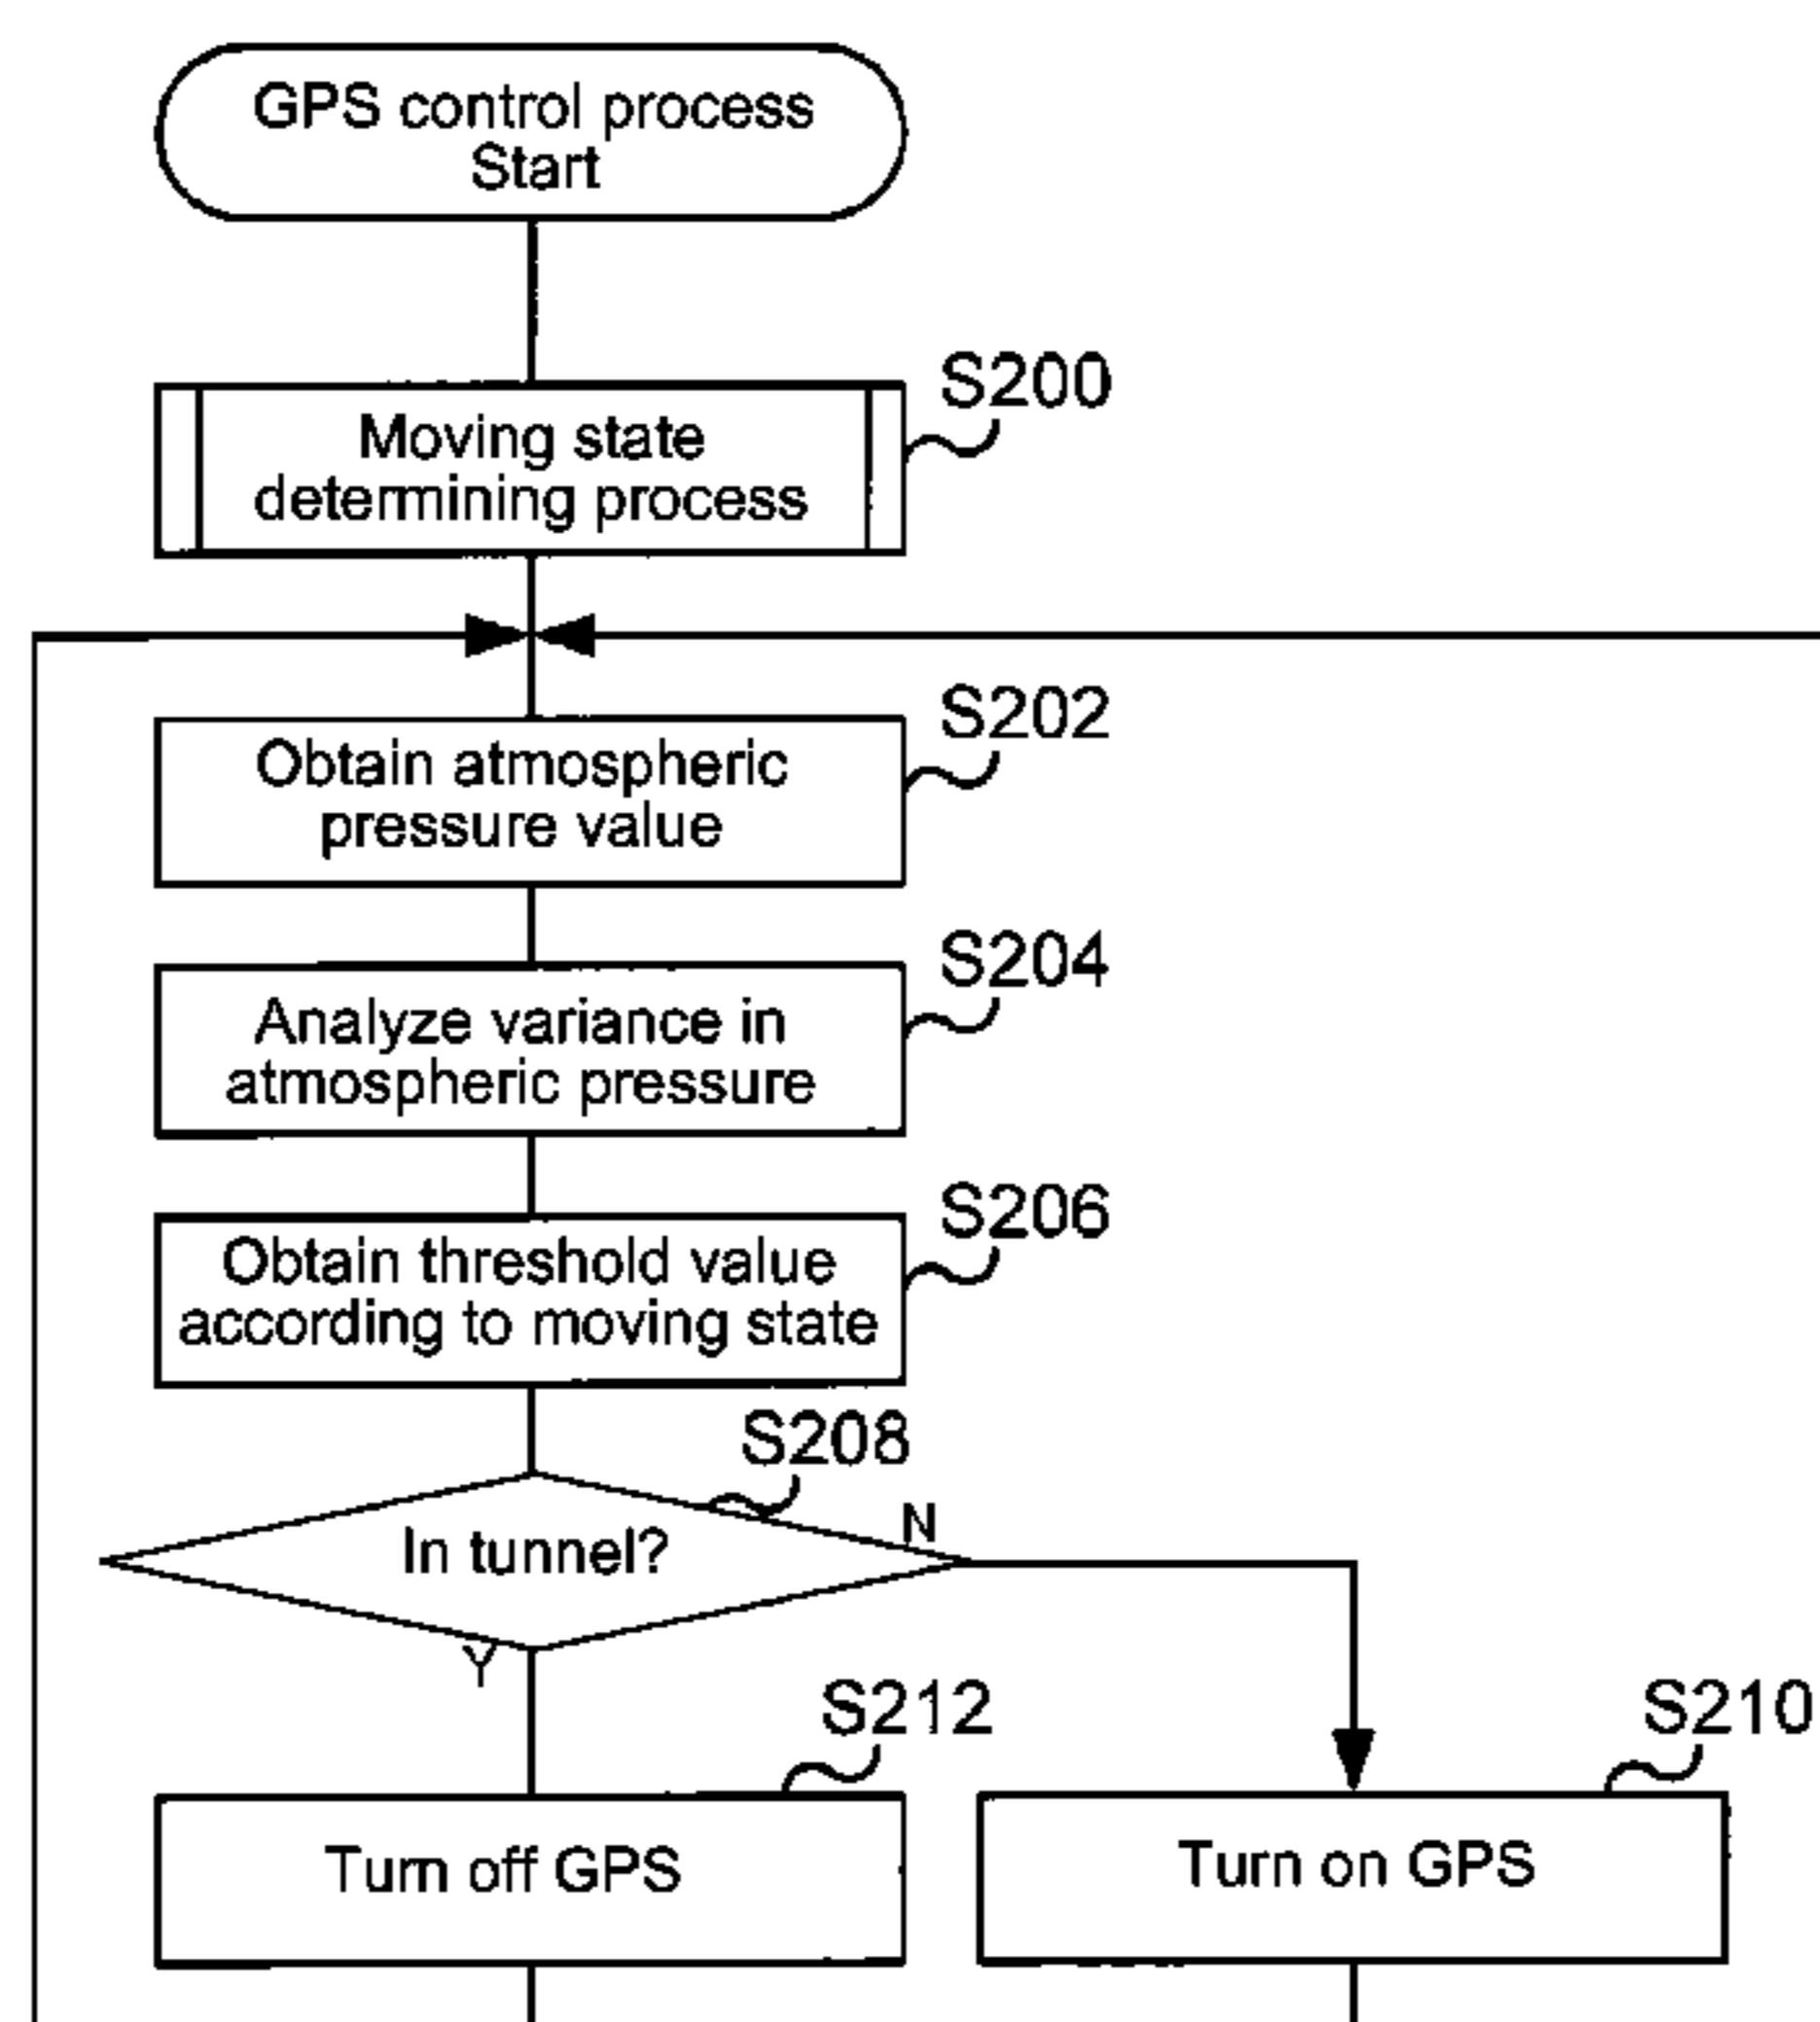 GPS control process
Start
S200
Moving state
determining process
S202
Obtain atmospheric
pressure value
S204
Analyze variance in
atmospheric pressure
S206
Obtain threshold value
according to moving state
S208
In tunnel?
N
Y
S212
S210
Turn off GPS
Turn on GPS